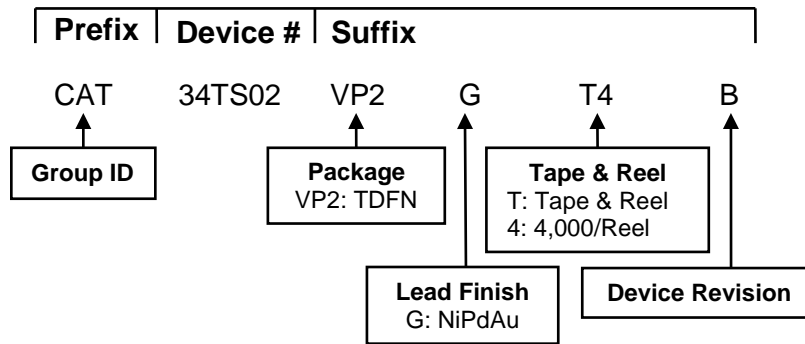 Prefix Device # Suffix
CAT 34TS02 VP2 G T4 B
Group ID
Package
VP2: TDFN
Tape & Reel
T: Tape & Reel
4: 4,000/Reel
Lead Finish
G: NiPdAu
Device Revision